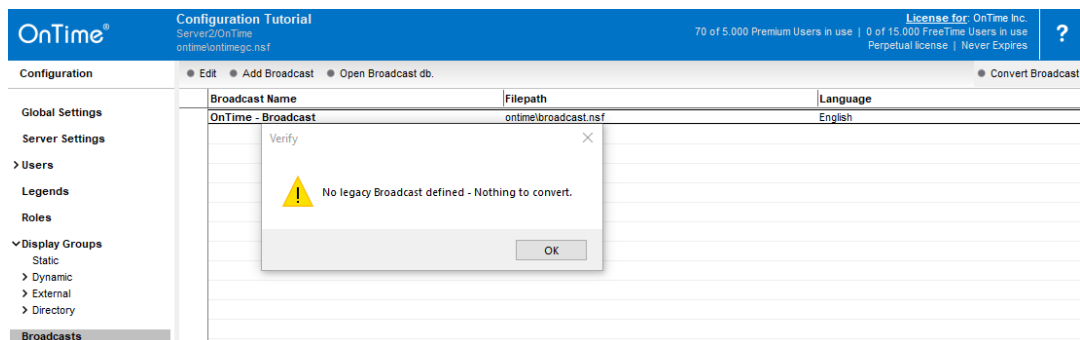 OnTime®
Configuration Tutorial
Server2/OnTime
ontime\ontimegc.nsf
License for: OnTime Inc.
70 of 5.000 Premium Users in use | 0 of 15.000 FreeTime Users in use
Perpetual license | Never Expires
?
Configuration
Edit
Add Broadcast
Open Broadcast db.
Convert Broadcast
Global Settings
Server Settings
Users
Legends
Roles
Display Groups
Static
Dynamic
External
Directory
Broadcasts
Broadcast Name Filepath Language
OnTime - Broadcast ontime\broadcast.nsf English
Verify
No legacy Broadcast defined - Nothing to convert.
OK